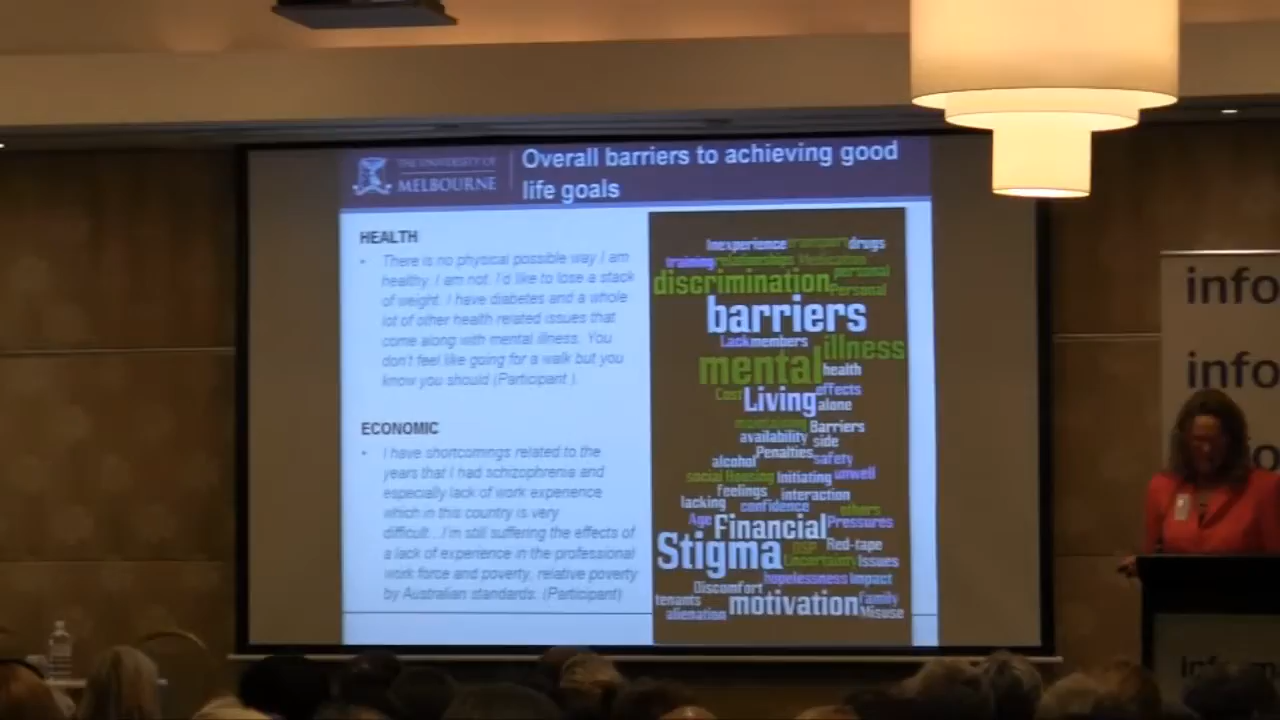 THE UNIVERSITY OF
MELBOURNE
Overall barriers to achieving good
life goals
HEALTH
• There is no physical possible way I am
healthy. I am not. I'd like to lose a stack
of weight. I have diabetes and a whole
lot of other health related issues that
come along with mental illness. You
don't feel like going for a walk but you
know you should (Participant ).
ECONOMIC
• I have shortcomings related to the
years that I had schizophrenia and
especially lack of work experience
which in this country is very
difficult...I'm still suffering the effects of
a lack of experience in the professional
work force and poverty, relative poverty
by Australian standards. (Participant)
Inexperience transport drugs
training relationships Medication personal
discrimination Personal
barriers
Lack members
mental illness
health
Cost Living effects
alone
maintaining Barriers
availability side
alcohol Penalties safety
social Housing Initiating unwell
feelings interaction
lacking confidence others
Age Financial Pressures
Stigma DSP Red-tape
Uncertainty Issues
hopelessness Impact
Discomfort
tenants motivation Family
alienation Misuse
info
info